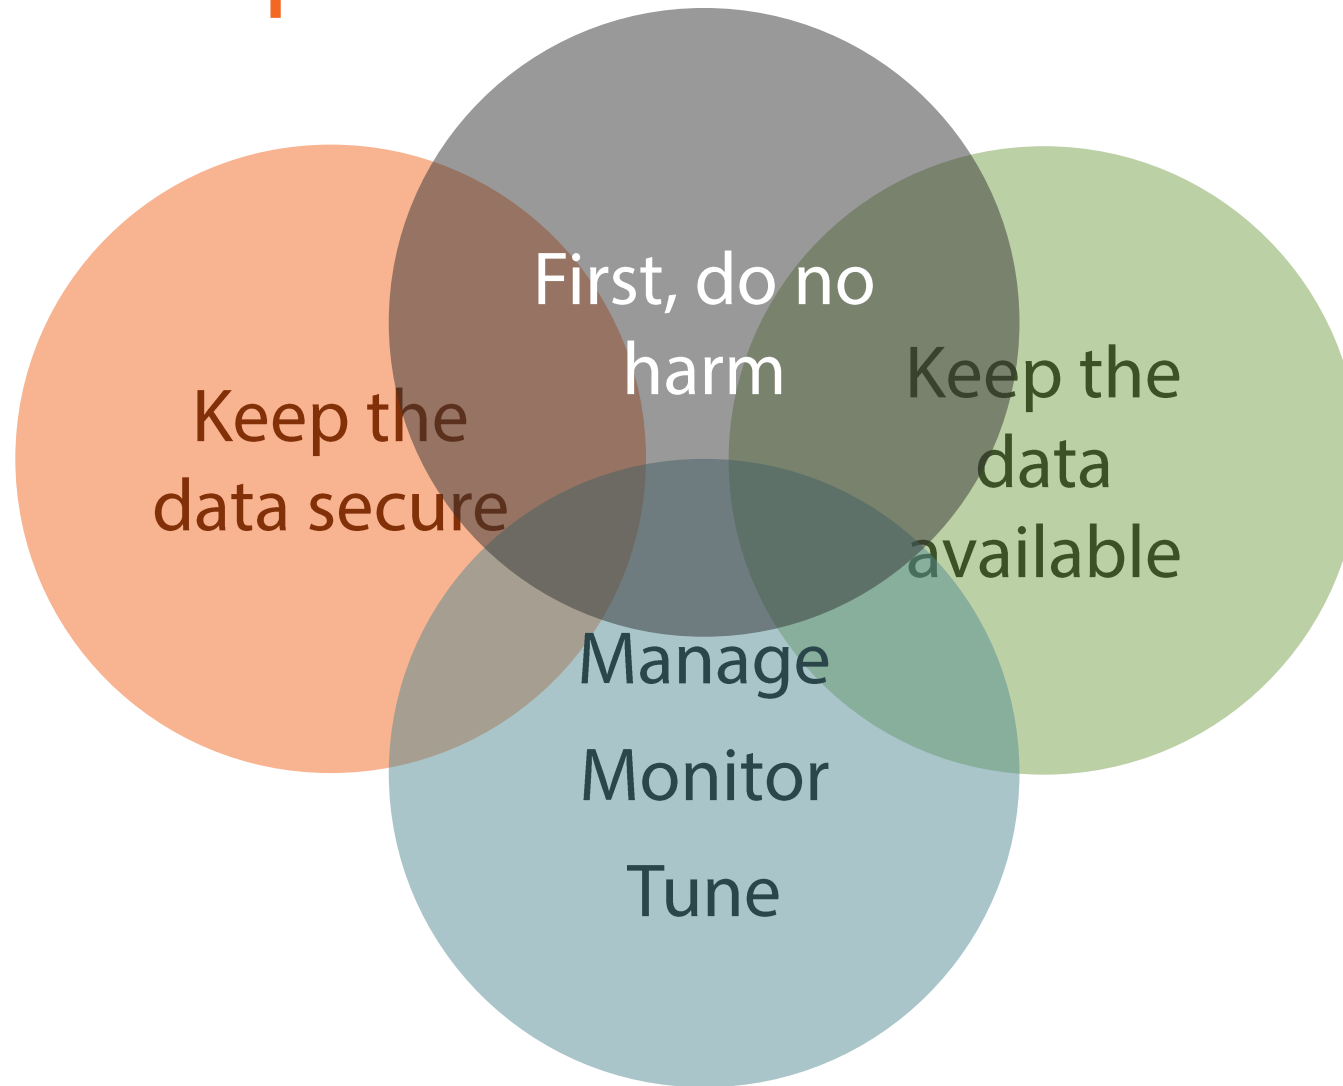 First, do no
harm
Keep the
data secure
Keep the
data
available
Manage
Monitor
Tune